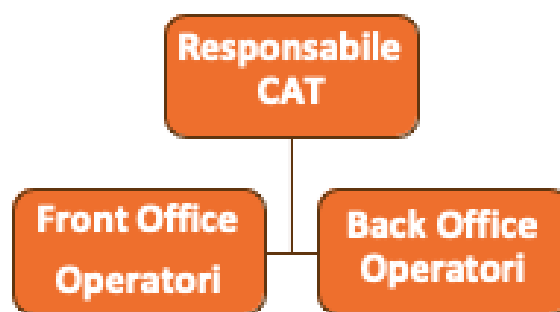 Responsabile
CAT
Front Office
Operatori
Back Office
Operatori